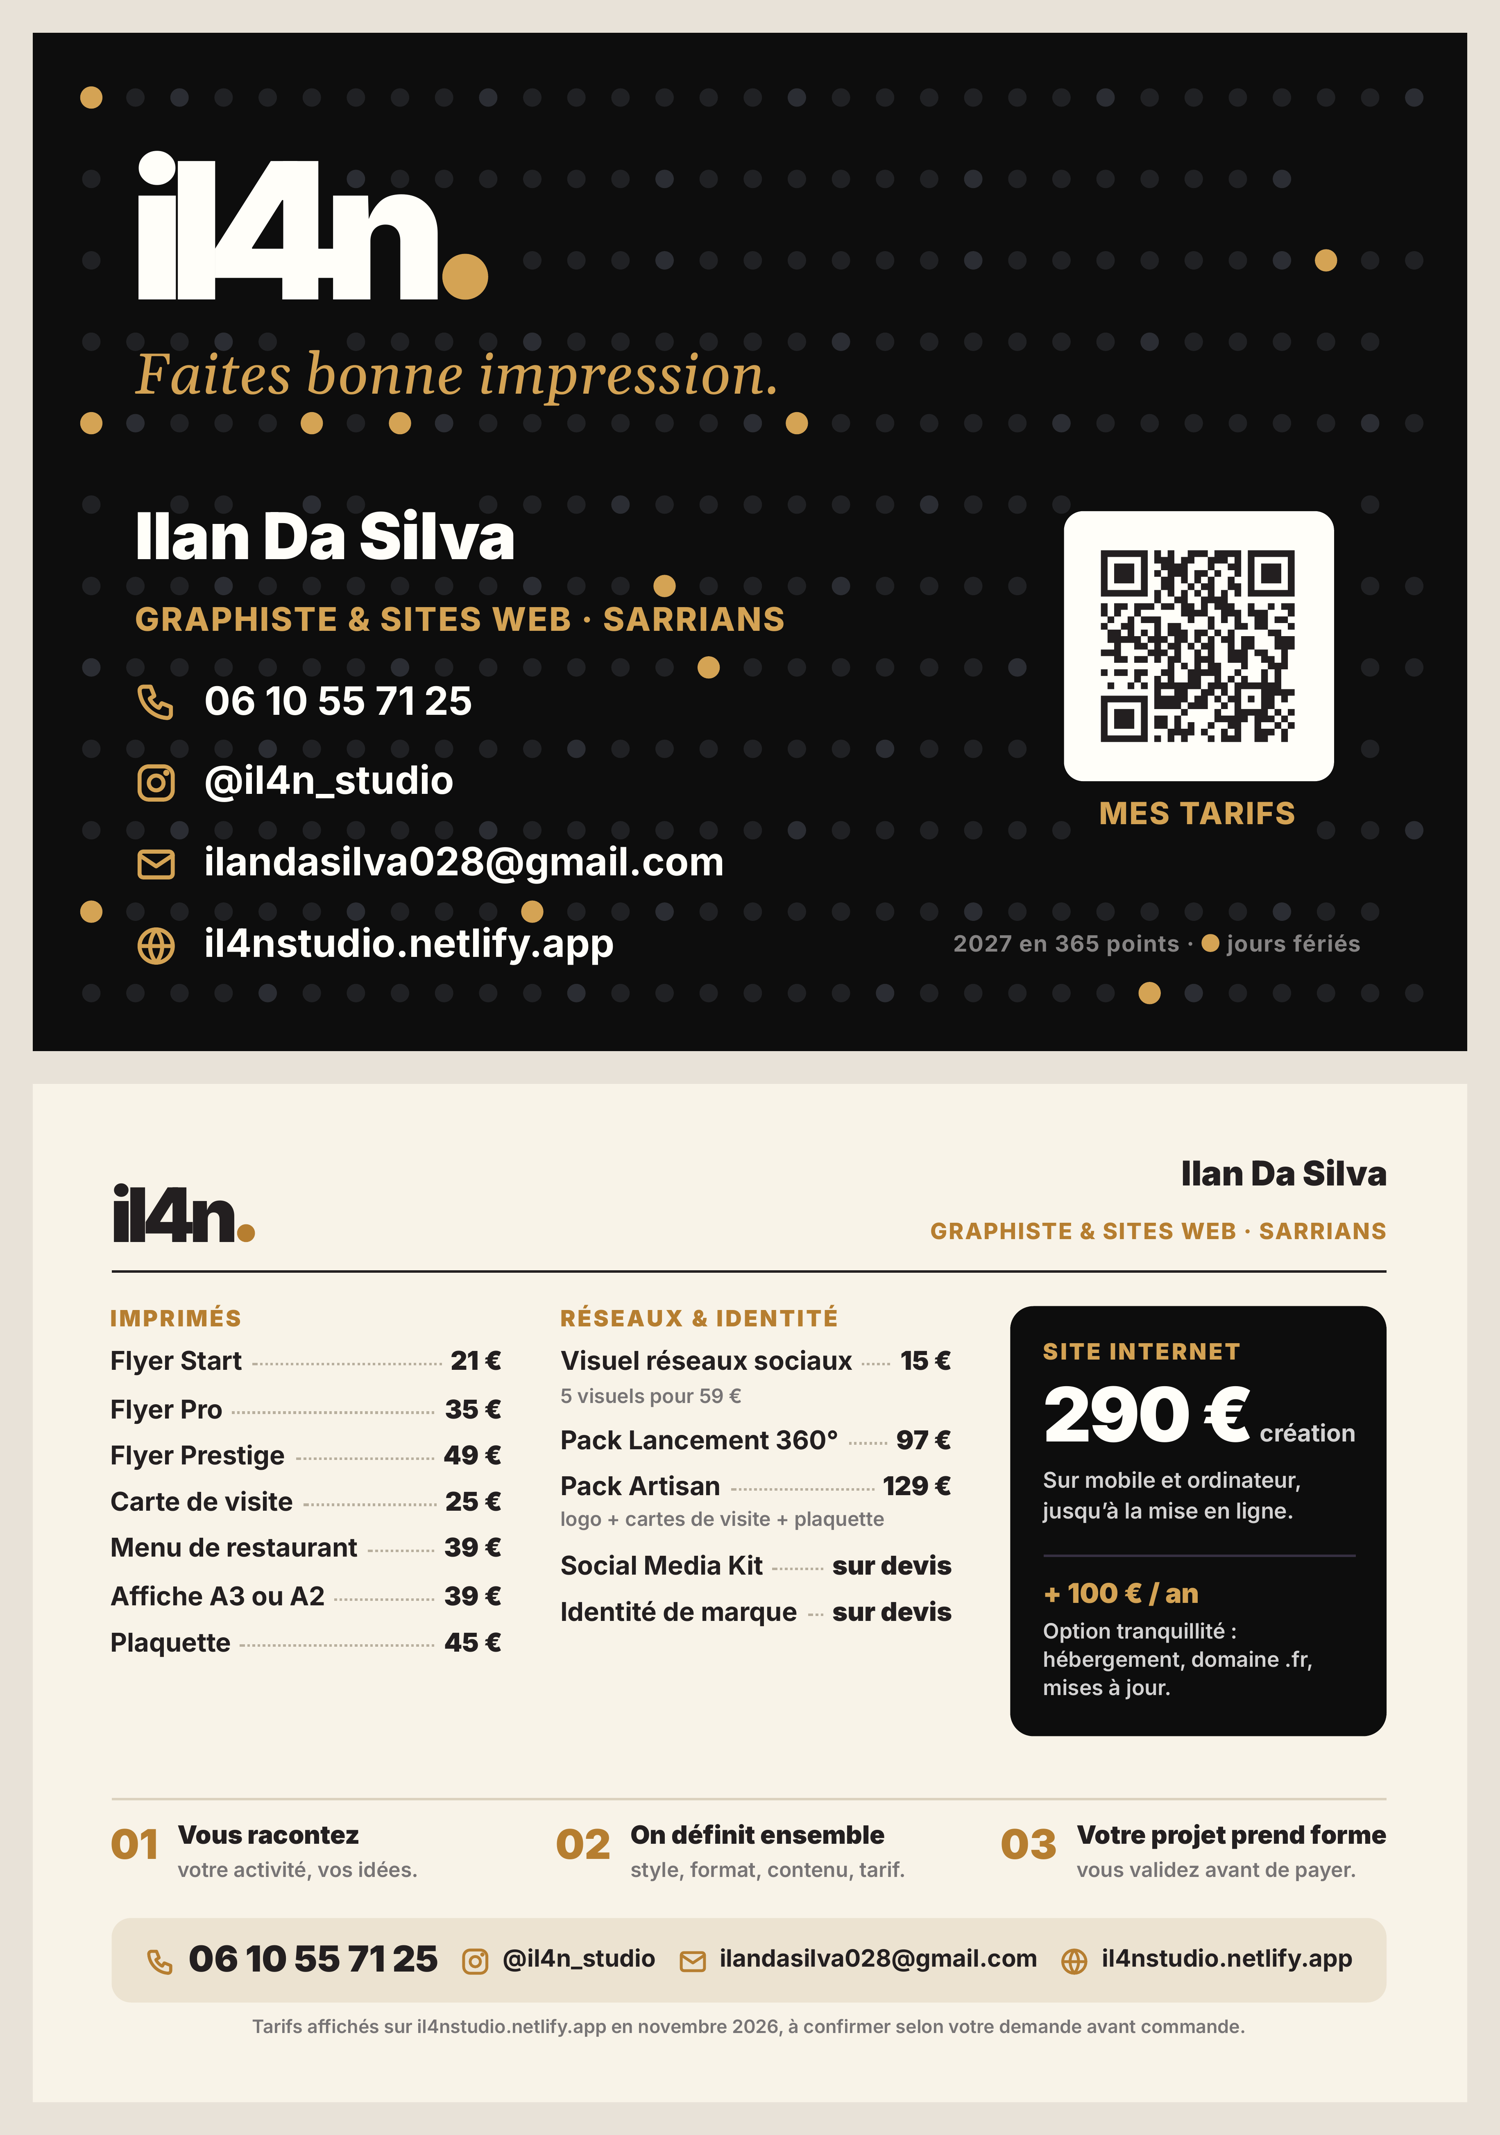 il4n.
Faites bonne impression.
Ilan Da Silva
GRAPHISTE & SITES WEB · SARRIANS
06 10 55 71 25
@il4n_studio
ilandasilva028@gmail.com
il4nstudio.netlify.app
MES TARIFS
2027 en 365 points · jours fériés
il4n.
Ilan Da Silva
GRAPHISTE & SITES WEB · SARRIANS
IMPRIMÉS
Flyer Start 21 €
Flyer Pro 35 €
Flyer Prestige 49 €
Carte de visite 25 €
Menu de restaurant 39 €
Affiche A3 ou A2 39 €
Plaquette 45 €
RÉSEAUX & IDENTITÉ
Visuel réseaux sociaux 15 €
5 visuels pour 59 €
Pack Lancement 360° 97 €
Pack Artisan 129 €
logo + cartes de visite + plaquette
Social Media Kit sur devis
Identité de marque sur devis
SITE INTERNET
290 € création
Sur mobile et ordinateur,
jusqu’à la mise en ligne.
+ 100 € / an
Option tranquillité :
hébergement, domaine .fr,
mises à jour.
01 Vous racontez
votre activité, vos idées.
02 On définit ensemble
style, format, contenu, tarif.
03 Votre projet prend forme
vous validez avant de payer.
06 10 55 71 25 @il4n_studio ilandasilva028@gmail.com il4nstudio.netlify.app
Tarifs affichés sur il4nstudio.netlify.app en novembre 2026, à confirmer selon votre demande avant commande.